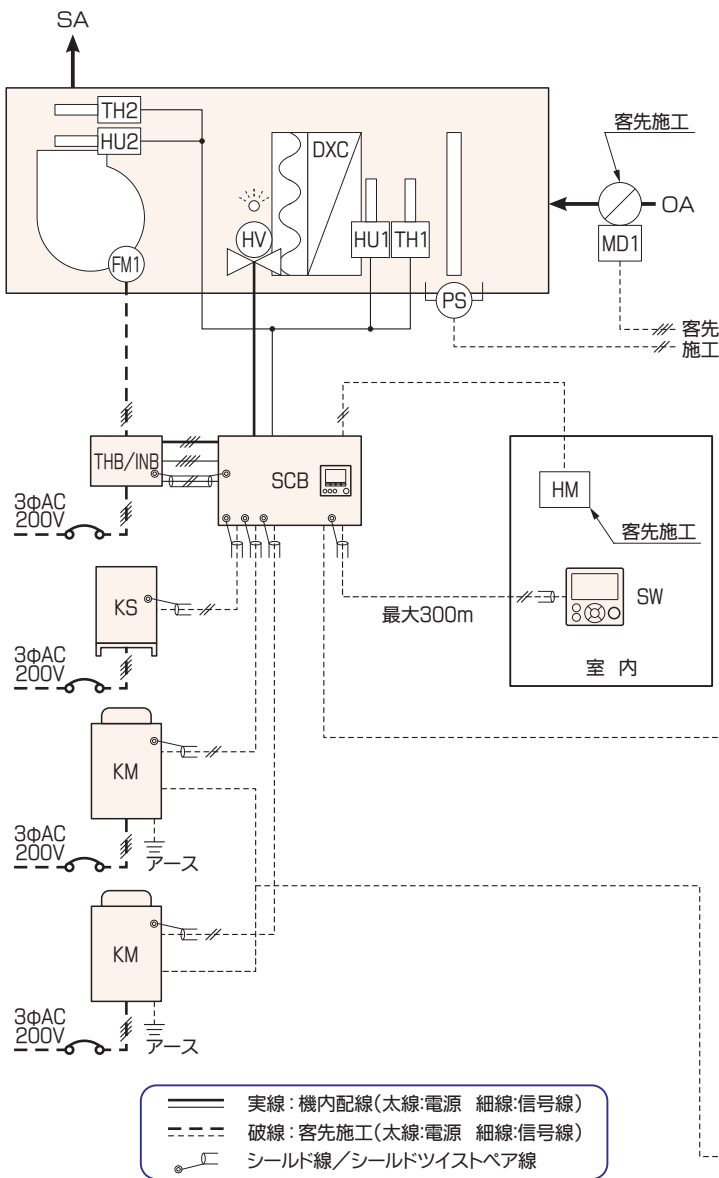 SA
TH2
HU2
DXC
客先施工
OA
HV
HU1
TH1
MD1
FM1
PS
客先
施工
THB/INB
SCB
HM
3φAC
200V
客先施工
KS
SW
最大300m
3φAC
200V
室 内
KM
3φAC
200V
アース
KM
3φAC
200V
アース
実線:機内配線(太線:電源 細線:信号線)
破線:客先施工(太線:電源 細線:信号線)
シールド線/シールドツイストペア線